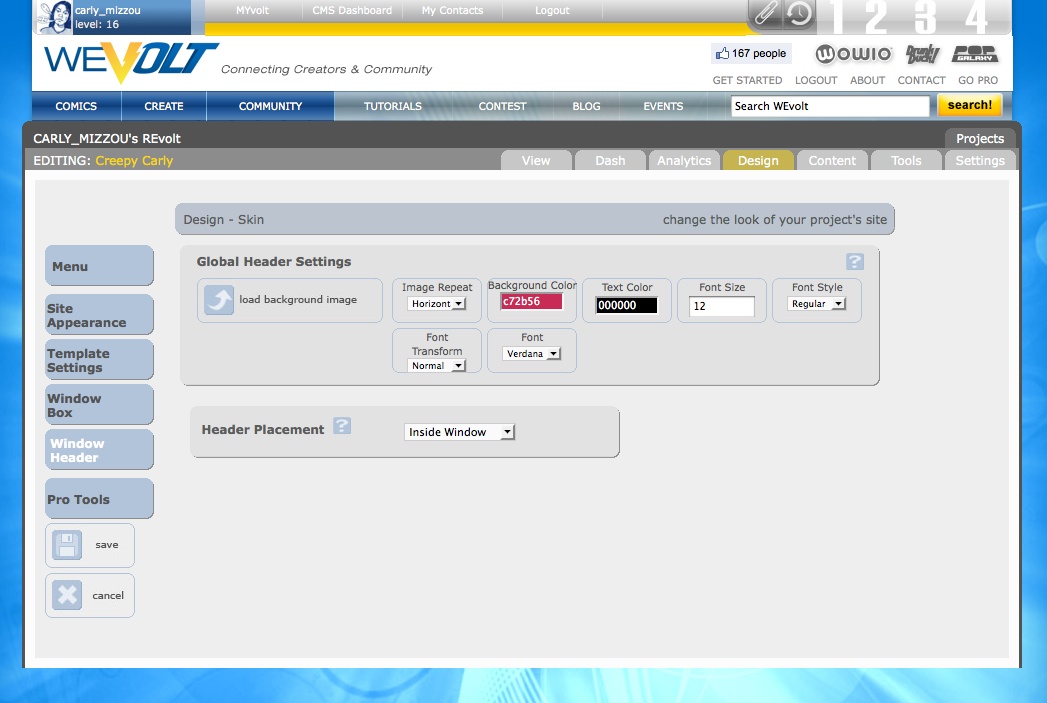 carly_mizzou
level: 16
MYvolt CMS Dashboard My Contacts Logout
1 2 3 4
WEVOLT
Connecting Creators & Community
167 people
WOWIO DrunkDuck POP GALAXY
GET STARTED LOGOUT ABOUT CONTACT GO PRO
COMICS CREATE COMMUNITY TUTORIALS CONTEST BLOG EVENTS Search WEvolt search!
CARLY_MIZZOU's REvolt Projects
EDITING: Creepy Carly View Dash Analytics Design Content Tools Settings
Design - Skin change the look of your project's site
Menu
Site
Appearance
Template
Settings
Window
Box
Window
Header
Pro Tools
save
cancel
Global Header Settings ?
load background image
Image Repeat
Horizont
Background Color
c72b56
Text Color
000000
Font Size
12
Font Style
Regular
Font
Transform
Normal
Font
Verdana
Header Placement ? Inside Window